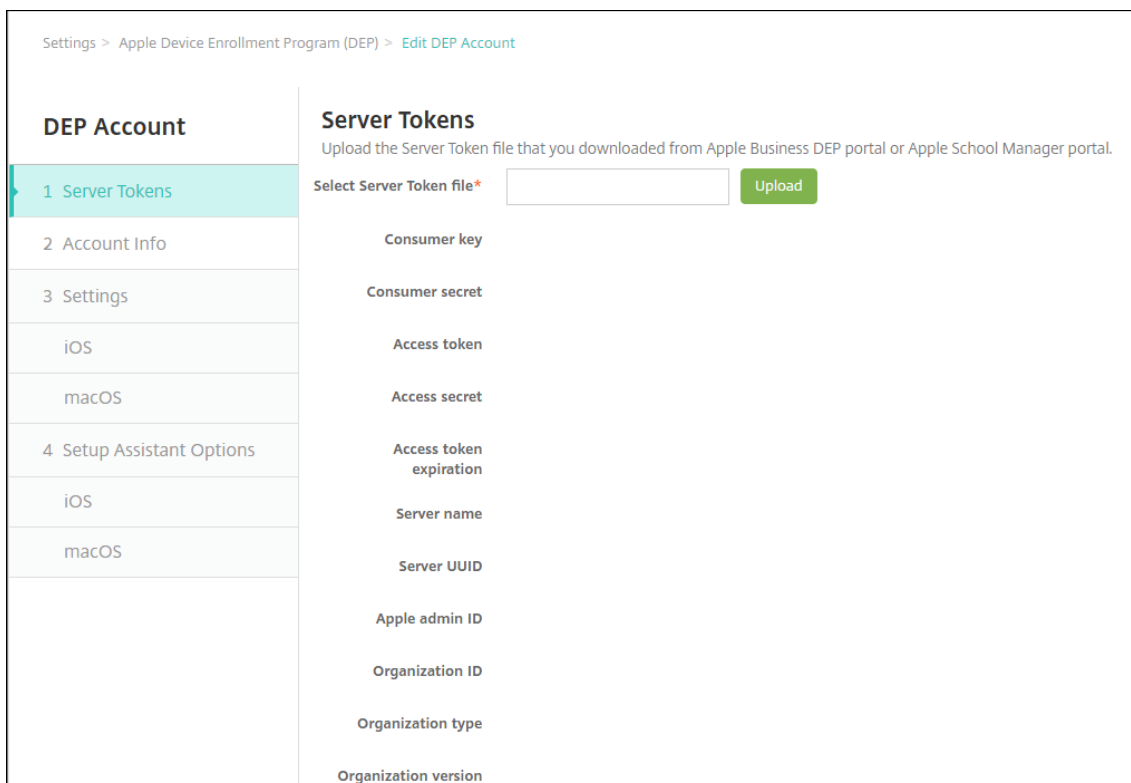 Settings > Apple Device Enrollment Program (DEP) > Edit DEP Account
DEP Account
1 Server Tokens
2 Account Info
3 Settings
iOS
macOS
4 Setup Assistant Options
iOS
macOS
Server Tokens
Upload the Server Token file that you downloaded from Apple Business DEP portal or Apple School Manager portal.
Select Server Token file*
Upload
Consumer key
Consumer secret
Access token
Access secret
Access token
expiration
Server name
Server UUID
Apple admin ID
Organization ID
Organization type
Organization version